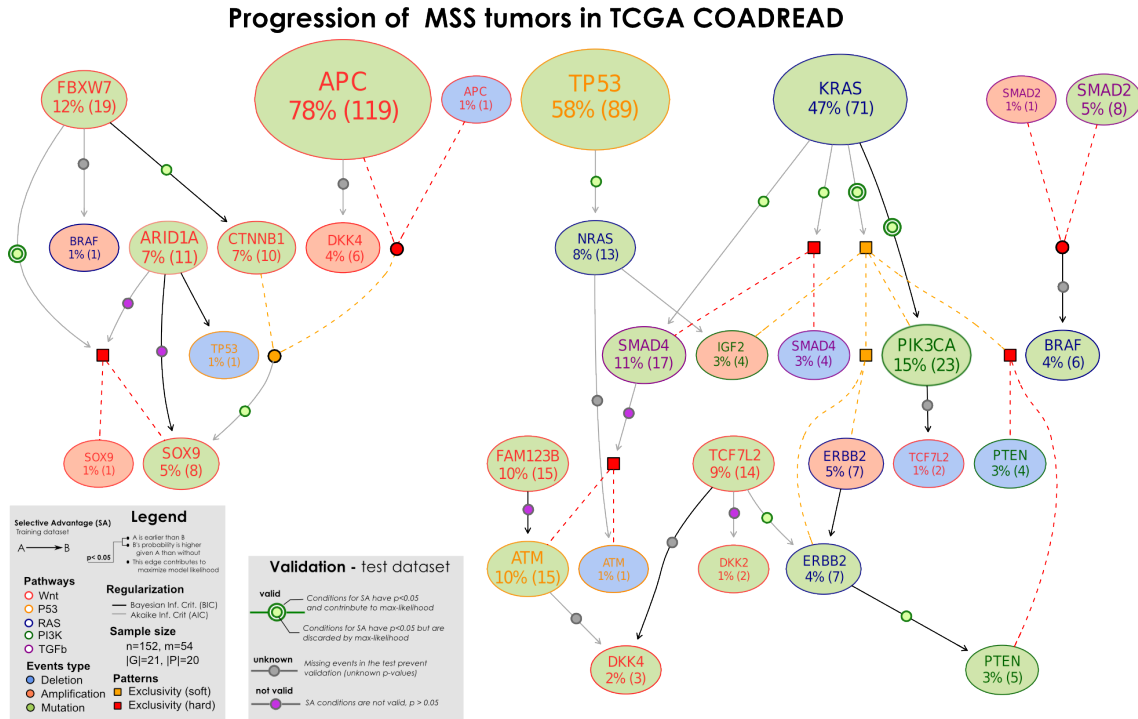 Progression of MSS tumors in TCGA COADREAD
FBXW7
12% (19)
APC
78% (119)
APC
1% (1)
TP53
58% (89)
KRAS
47% (71)
SMAD2
1% (1)
SMAD2
5% (8)
BRAF
1% (1)
ARID1A
7% (11)
CTNNB1
7% (10)
DKK4
4% (6)
NRAS
8% (13)
TP53
1% (1)
SMAD4
11% (17)
IGF2
3% (4)
SMAD4
3% (4)
PIK3CA
15% (23)
BRAF
4% (6)
SOX9
1% (1)
SOX9
5% (8)
FAM123B
10% (15)
TCF7L2
9% (14)
ERBB2
5% (7)
TCF7L2
1% (2)
PTEN
3% (4)
ATM
10% (15)
ATM
1% (1)
DKK2
1% (2)
ERBB2
4% (7)
DKK4
2% (3)
PTEN
3% (5)
Legend
Selective Advantage (SA)
Training dataset
A B
p< 0.05
A is earlier than B
B's probability is higher
given A than without
This edge contributes to
maximize model likelihood
Pathways
Wnt
P53
RAS
PI3K
TGFb
Events type
Deletion
Amplification
Mutation
Regularization
Bayesian Inf. Crit. (BIC)
Akaike Inf. Crit (AIC)
Sample size
n=152, m=54
|G|=21, |P|=20
Patterns
Exclusivity (soft)
Exclusivity (hard)
Validation - test dataset
valid
Conditions for SA have p<0.05
and contribute to max-likelihood
Conditions for SA have p<0.05 but are
discarded by max-likelihood
unknown
Missing events in the test prevent
validation (unknown p-values)
not valid
SA conditions are not valid, p > 0.05